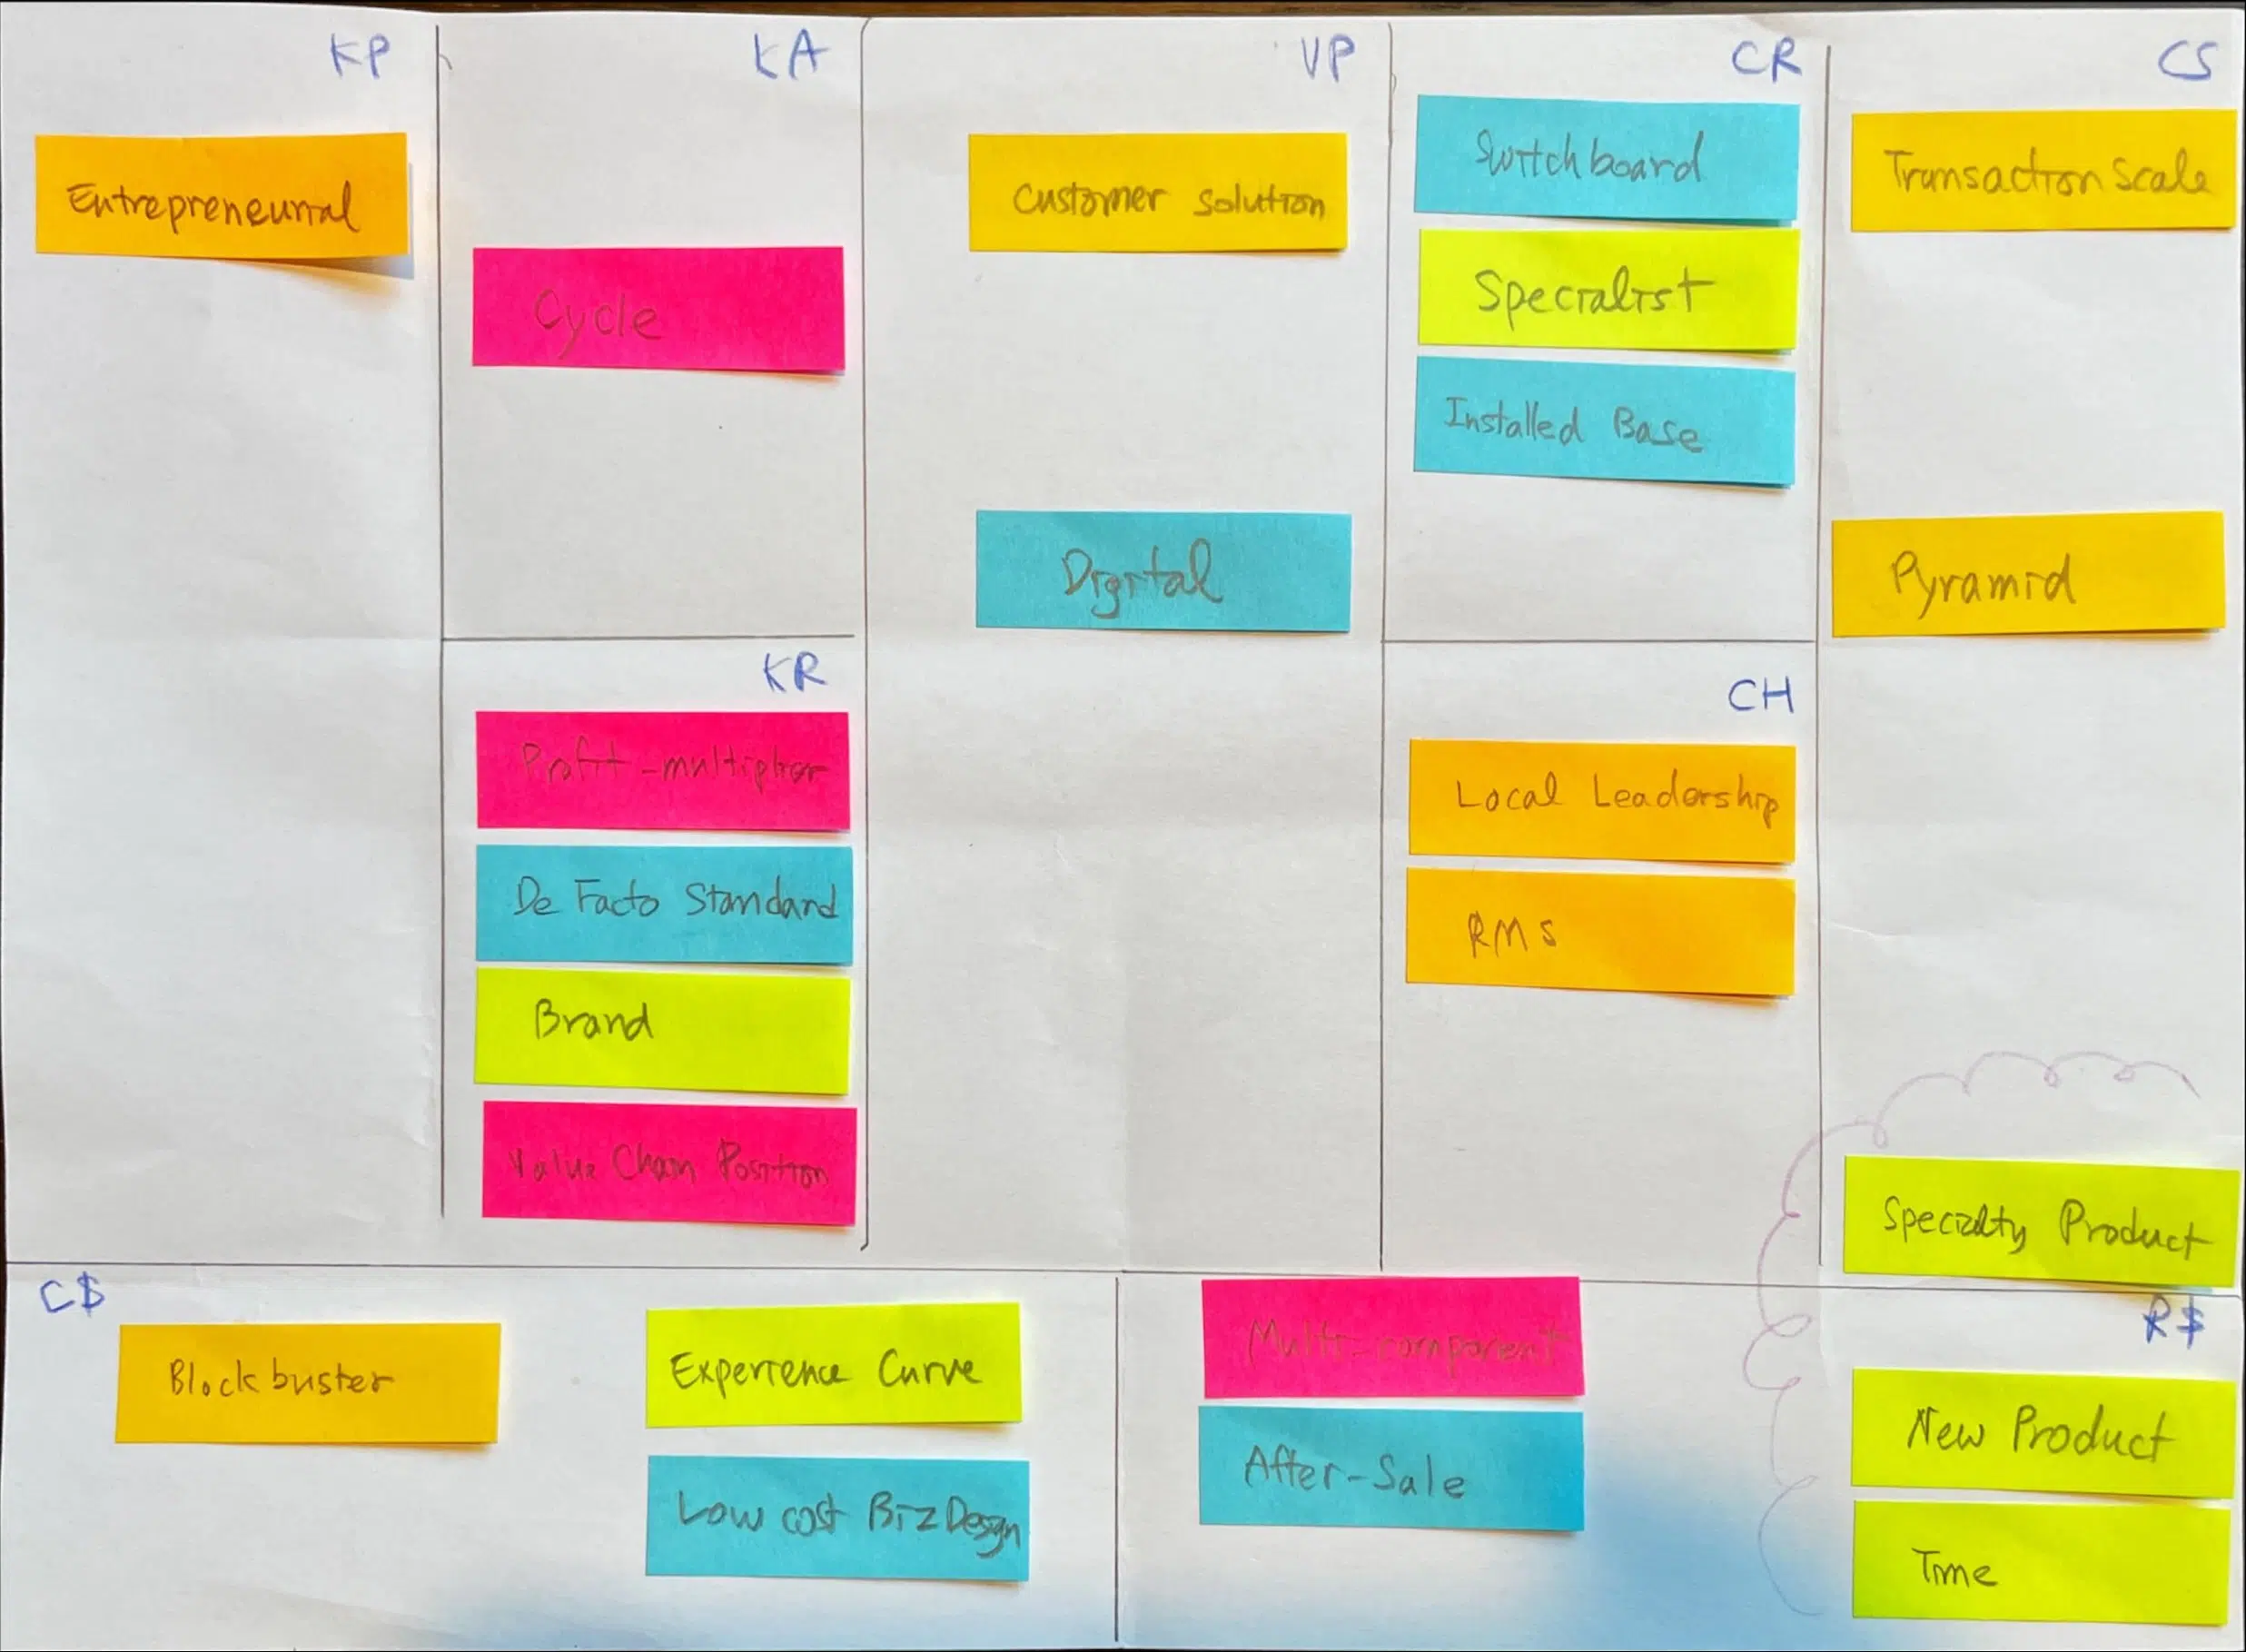 KP
Entrepreneurial
KA
Cycle
KR
Profit-multiplier
De Facto Standard
Brand
Value Chain Position
VP
Customer Solution
Digital
CR
Switchboard
Specialist
Installed Base
CH
Local Leadership
RMS
CS
Transaction Scale
Pyramid
Specialty Product
C$
Blockbuster
Experience Curve
Low cost Biz Design
R$
Multi-component
After-Sale
New Product
Time